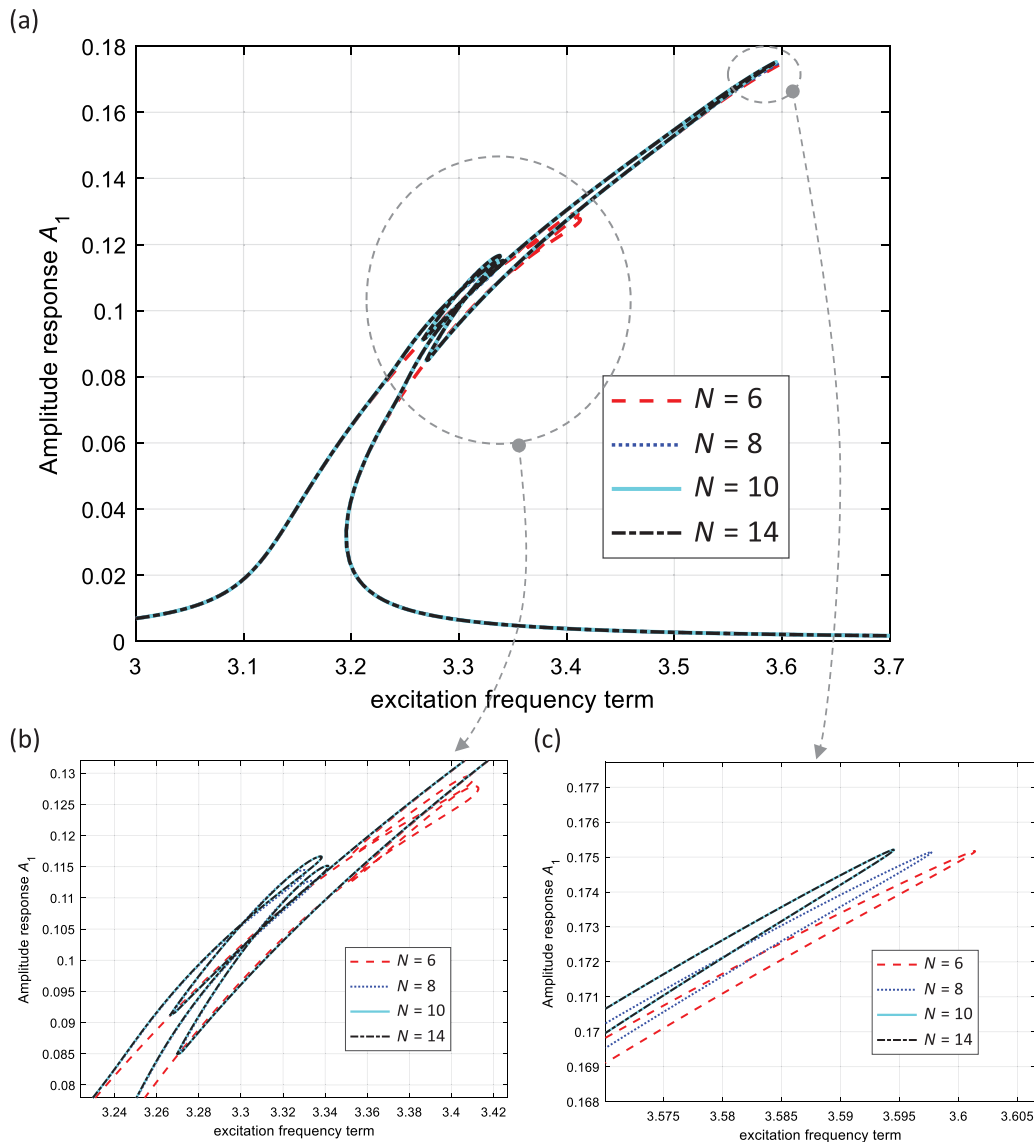 (a)
0.18
0.16
0.14
0.12
0.1
0.08
0.06
0.04
0.02
0
Amplitude response A1
N = 6
N = 8
N = 10
N = 14
3 3.1 3.2 3.3 3.4 3.5 3.6 3.7
excitation frequency term
(b)
0.13
0.125
0.12
0.115
0.11
0.105
0.1
0.095
0.09
0.085
0.08
Amplitude response A1
N = 6
N = 8
N = 10
N = 14
3.24 3.26 3.28 3.3 3.32 3.34 3.36 3.38 3.4 3.42
excitation frequency term
(c)
0.177
0.176
0.175
0.174
0.173
0.172
0.171
0.17
0.169
0.168
Amplitude response A1
N = 6
N = 8
N = 10
N = 14
3.575 3.58 3.585 3.59 3.595 3.6 3.605
excitation frequency term